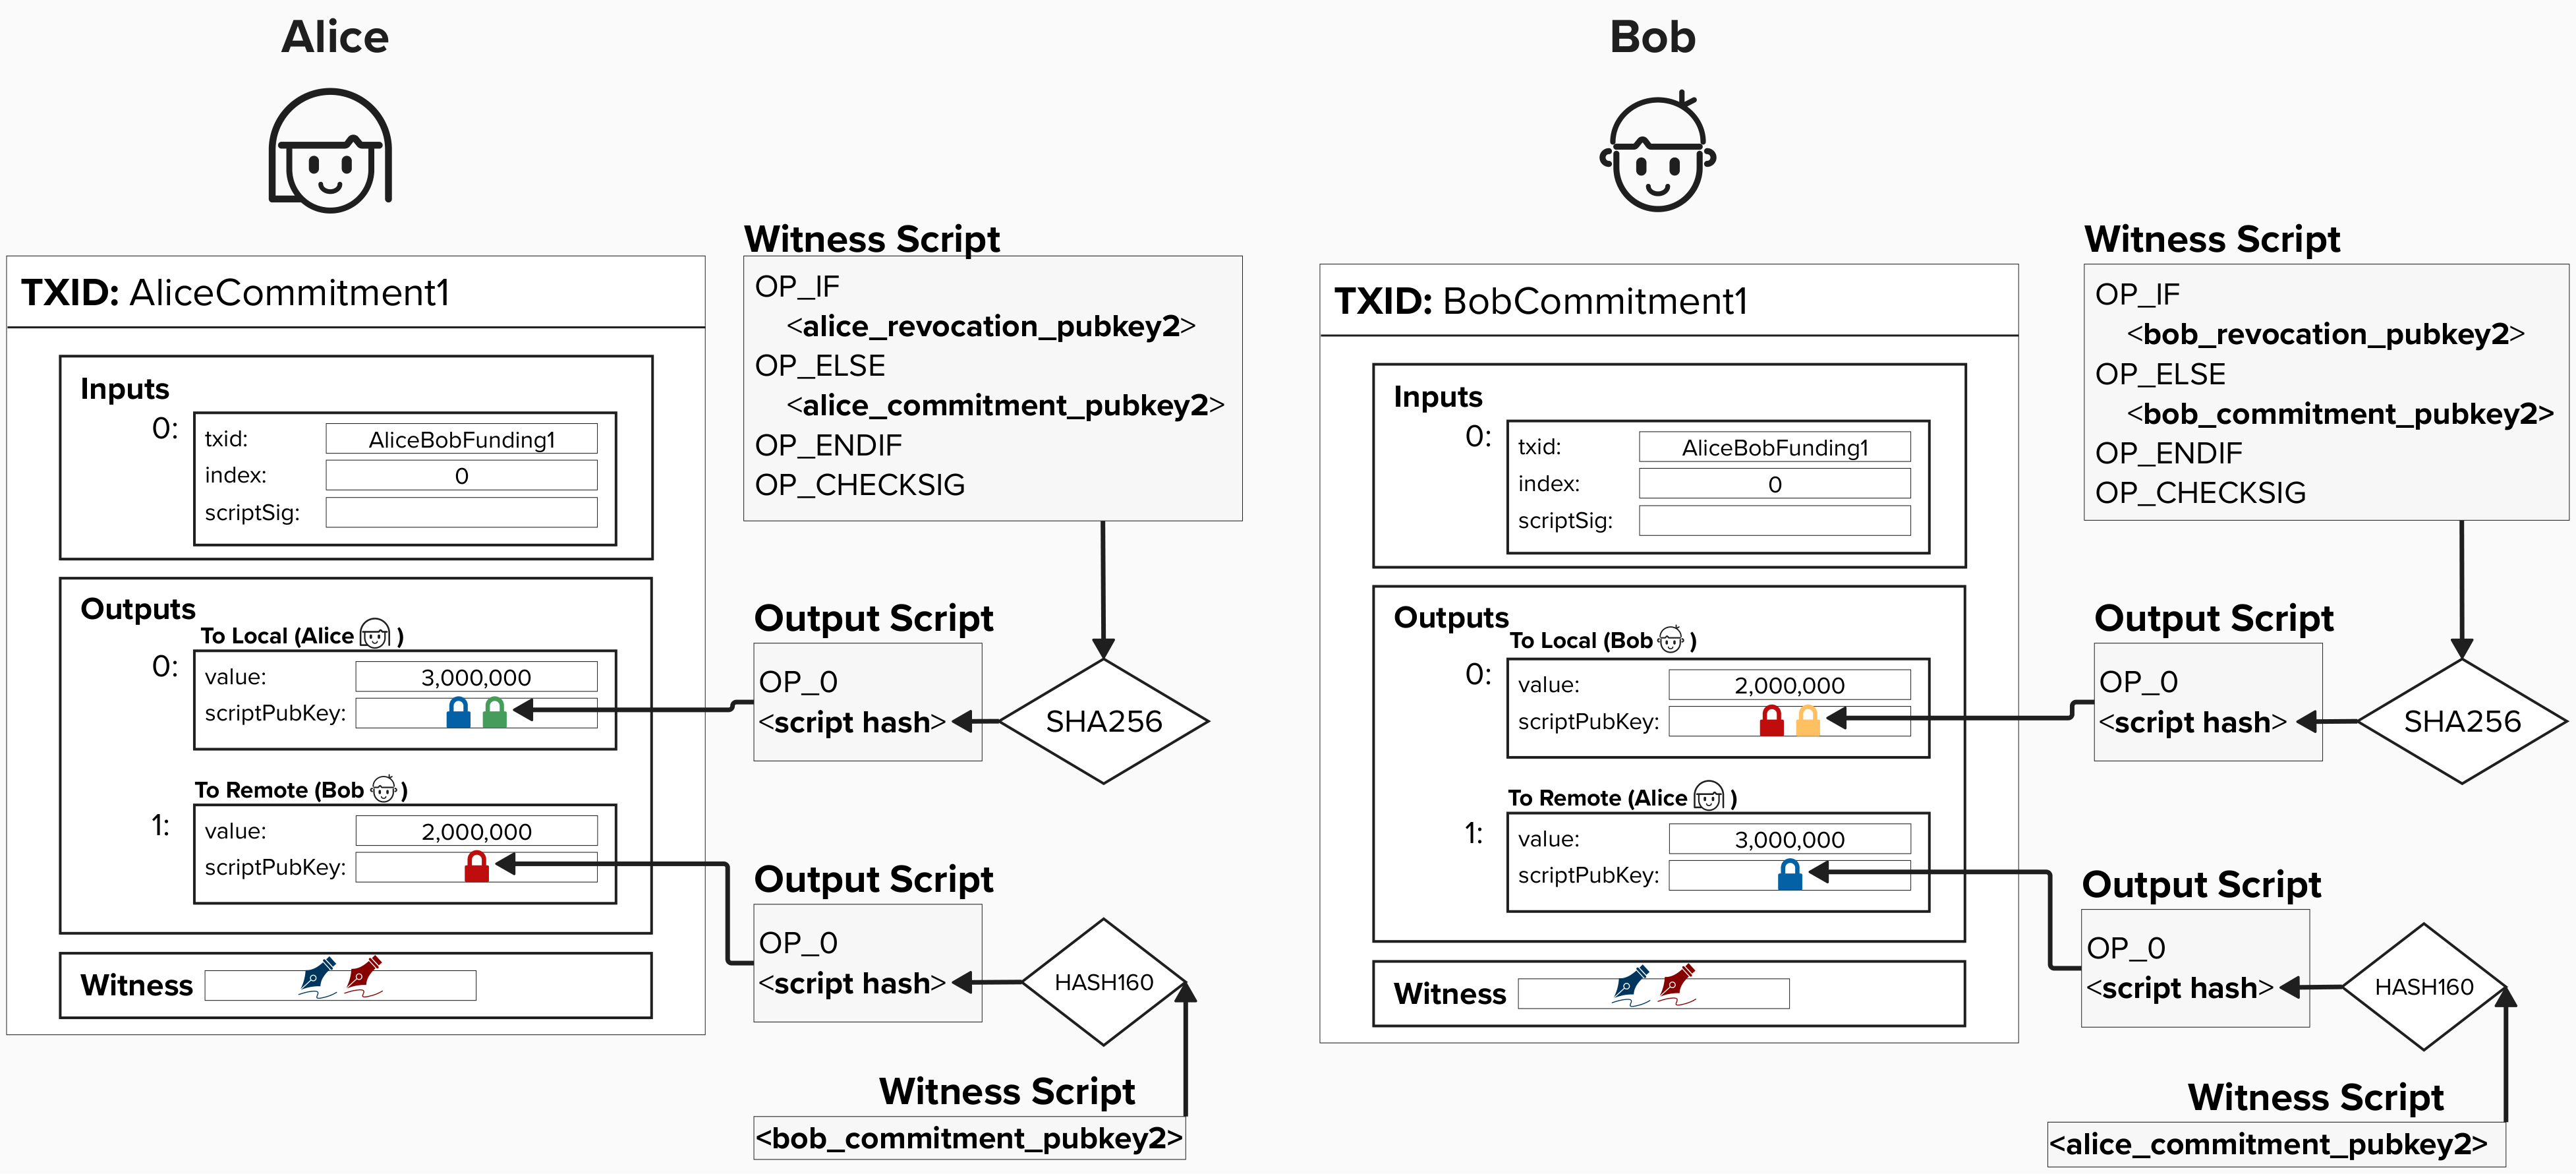 Alice
TXID: AliceCommitment1
Inputs
0:
txid: AliceBobFunding1
index: 0
scriptSig:
Outputs
To Local (Alice )
0:
value: 3,000,000
scriptPubKey:
To Remote (Bob )
1:
value: 2,000,000
scriptPubKey:
Witness
Witness Script
OP_IF
<alice_revocation_pubkey2>
OP_ELSE
<alice_commitment_pubkey2>
OP_ENDIF
OP_CHECKSIG
Output Script
OP_0
<script hash>
SHA256
Output Script
OP_0
<script hash>
HASH160
Witness Script
<bob_commitment_pubkey2>
Bob
TXID: BobCommitment1
Inputs
0:
txid: AliceBobFunding1
index: 0
scriptSig:
Outputs
To Local (Bob )
0:
value: 2,000,000
scriptPubKey:
To Remote (Alice )
1:
value: 3,000,000
scriptPubKey:
Witness
Witness Script
OP_IF
<bob_revocation_pubkey2>
OP_ELSE
<bob_commitment_pubkey2>
OP_ENDIF
OP_CHECKSIG
Output Script
OP_0
<script hash>
SHA256
Output Script
OP_0
<script hash>
HASH160
Witness Script
<alice_commitment_pubkey2>